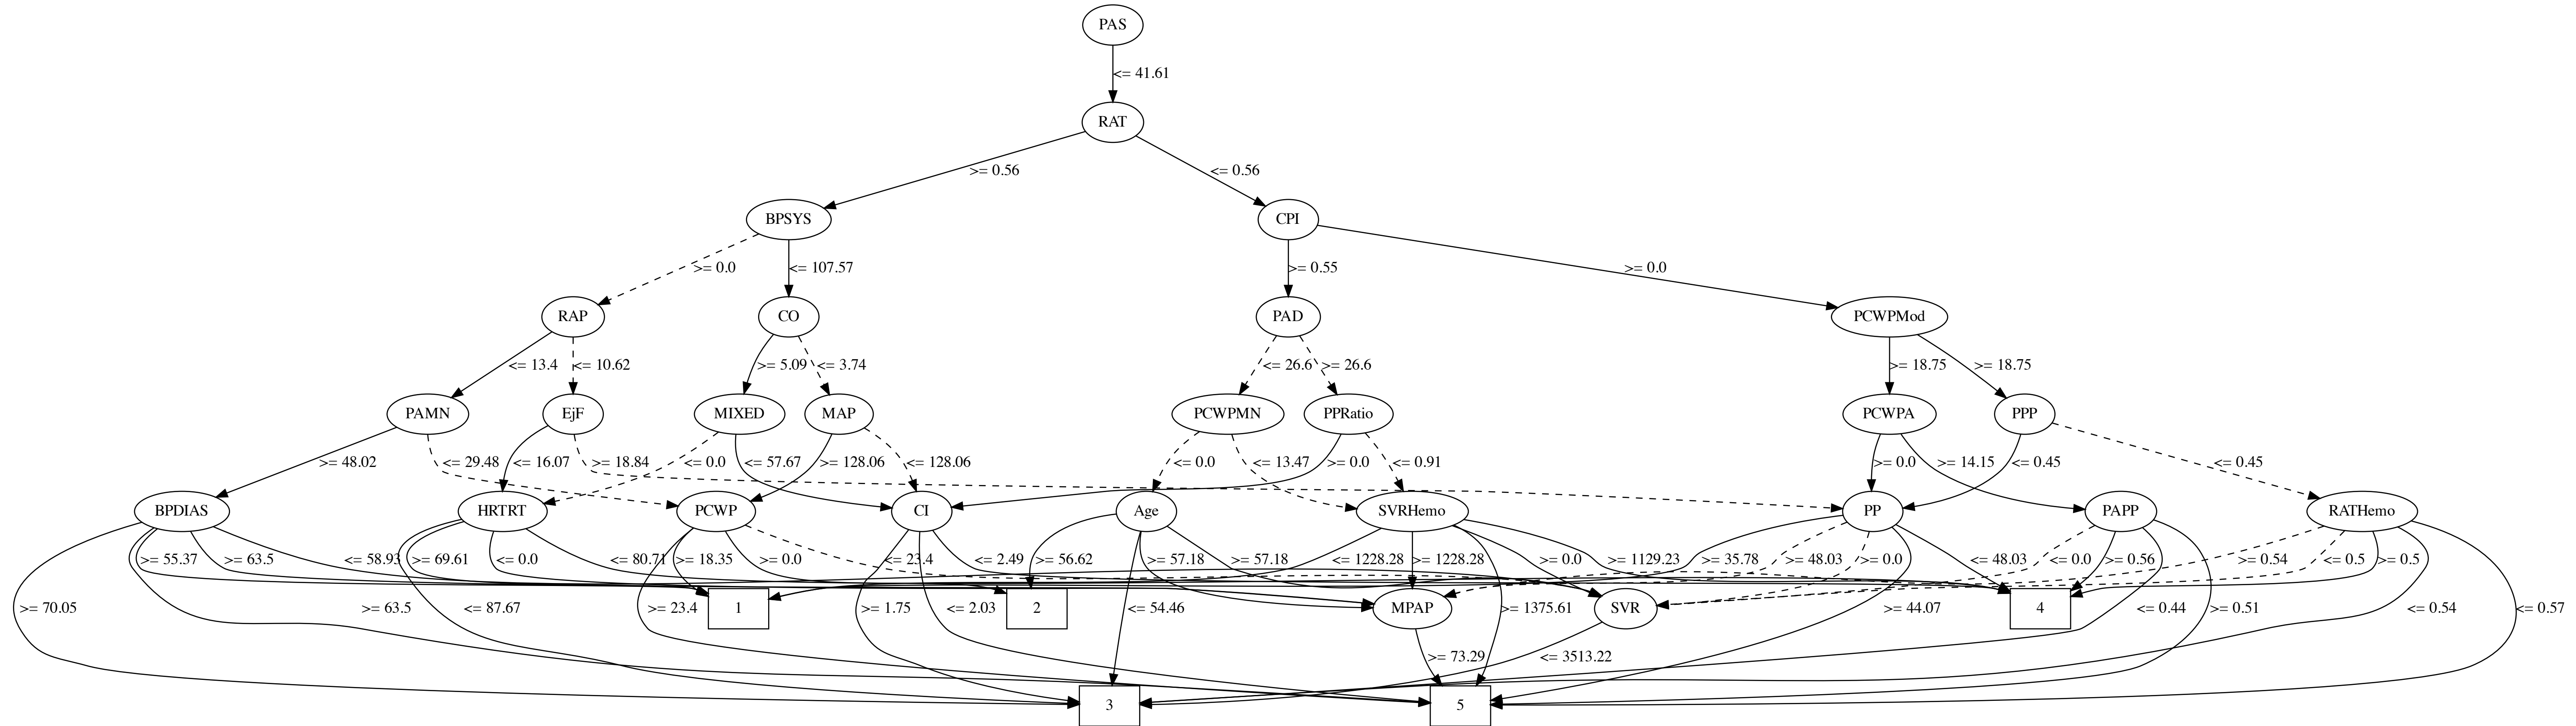 PAS
<= 41.61
RAT
>= 0.56
<= 0.56
BPSYS
CPI
>= 0.0
<= 107.57
>= 0.55
>= 0.0
RAP
CO
PAD
PCWPMod
<= 13.4
<= 10.62
>= 5.09
<= 3.74
<= 26.6
>= 26.6
>= 18.75
>= 18.75
PAMN
EjF
MIXED
MAP
PCWPMN
PPRatio
PCWPA
PPP
>= 48.02
<= 29.48
<= 16.07
>= 18.84
<= 0.0
<= 57.67
>= 128.06
<= 128.06
<= 0.0
<= 13.47
>= 0.0
<= 0.91
>= 0.0
>= 14.15
<= 0.45
<= 0.45
BPDIAS
HRTRT
PCWP
CI
Age
SVRHemo
PP
PAPP
RATHemo
>= 55.37
>= 63.5
<= 58.93
>= 69.61
<= 0.0
<= 80.71
>= 18.35
>= 0.0
<= 23.4
<= 2.49
>= 56.62
>= 57.18
>= 57.18
<= 1228.28
>= 1228.28
>= 0.0
>= 1129.23
>= 35.78
>= 48.03
>= 0.0
<= 48.03
<= 0.0
>= 0.56
>= 0.54
<= 0.5
>= 0.5
>= 70.05
>= 63.5
<= 87.67
>= 23.4
1
>= 1.75
<= 2.03
2
<= 54.46
MPAP
>= 1375.61
SVR
>= 44.07
4
<= 0.44
>= 0.51
<= 0.54
<= 0.57
>= 73.29
<= 3513.22
3
5